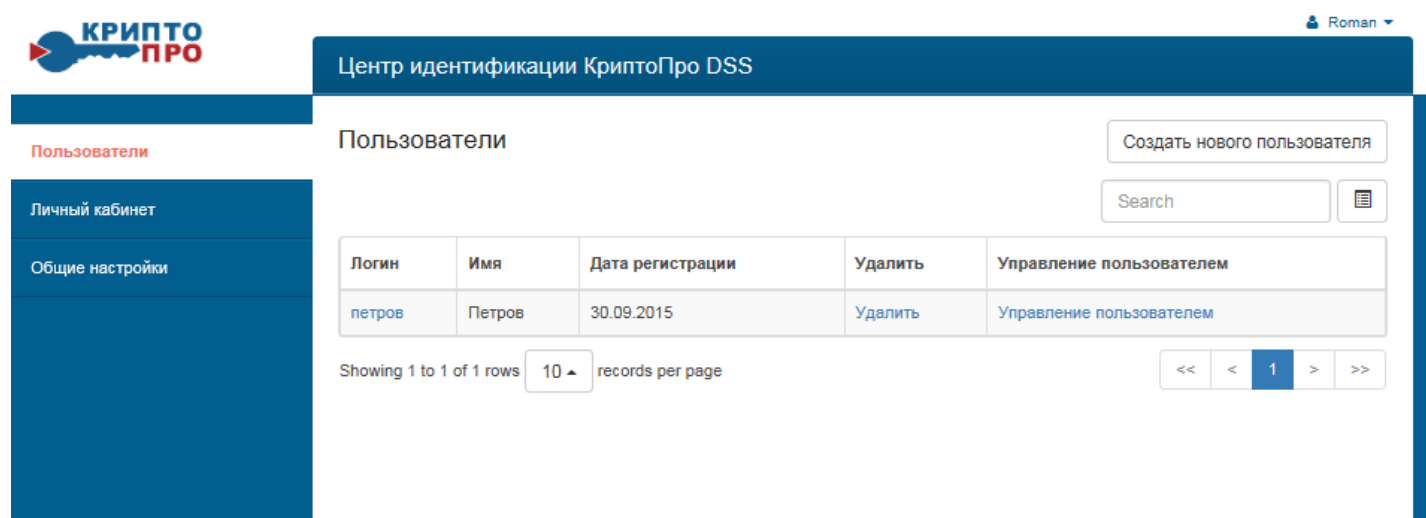 КРИПТО
ПРО
Roman
Центр идентификации КриптоПро DSS
Пользователи
Личный кабинет
Общие настройки
Пользователи
Создать нового пользователя
Search
Логин Имя Дата регистрации Удалить Управление пользователем
петров Петров 30.09.2015 Удалить Управление пользователем
Showing 1 to 1 of 1 rows 10 records per page << < 1 > >>